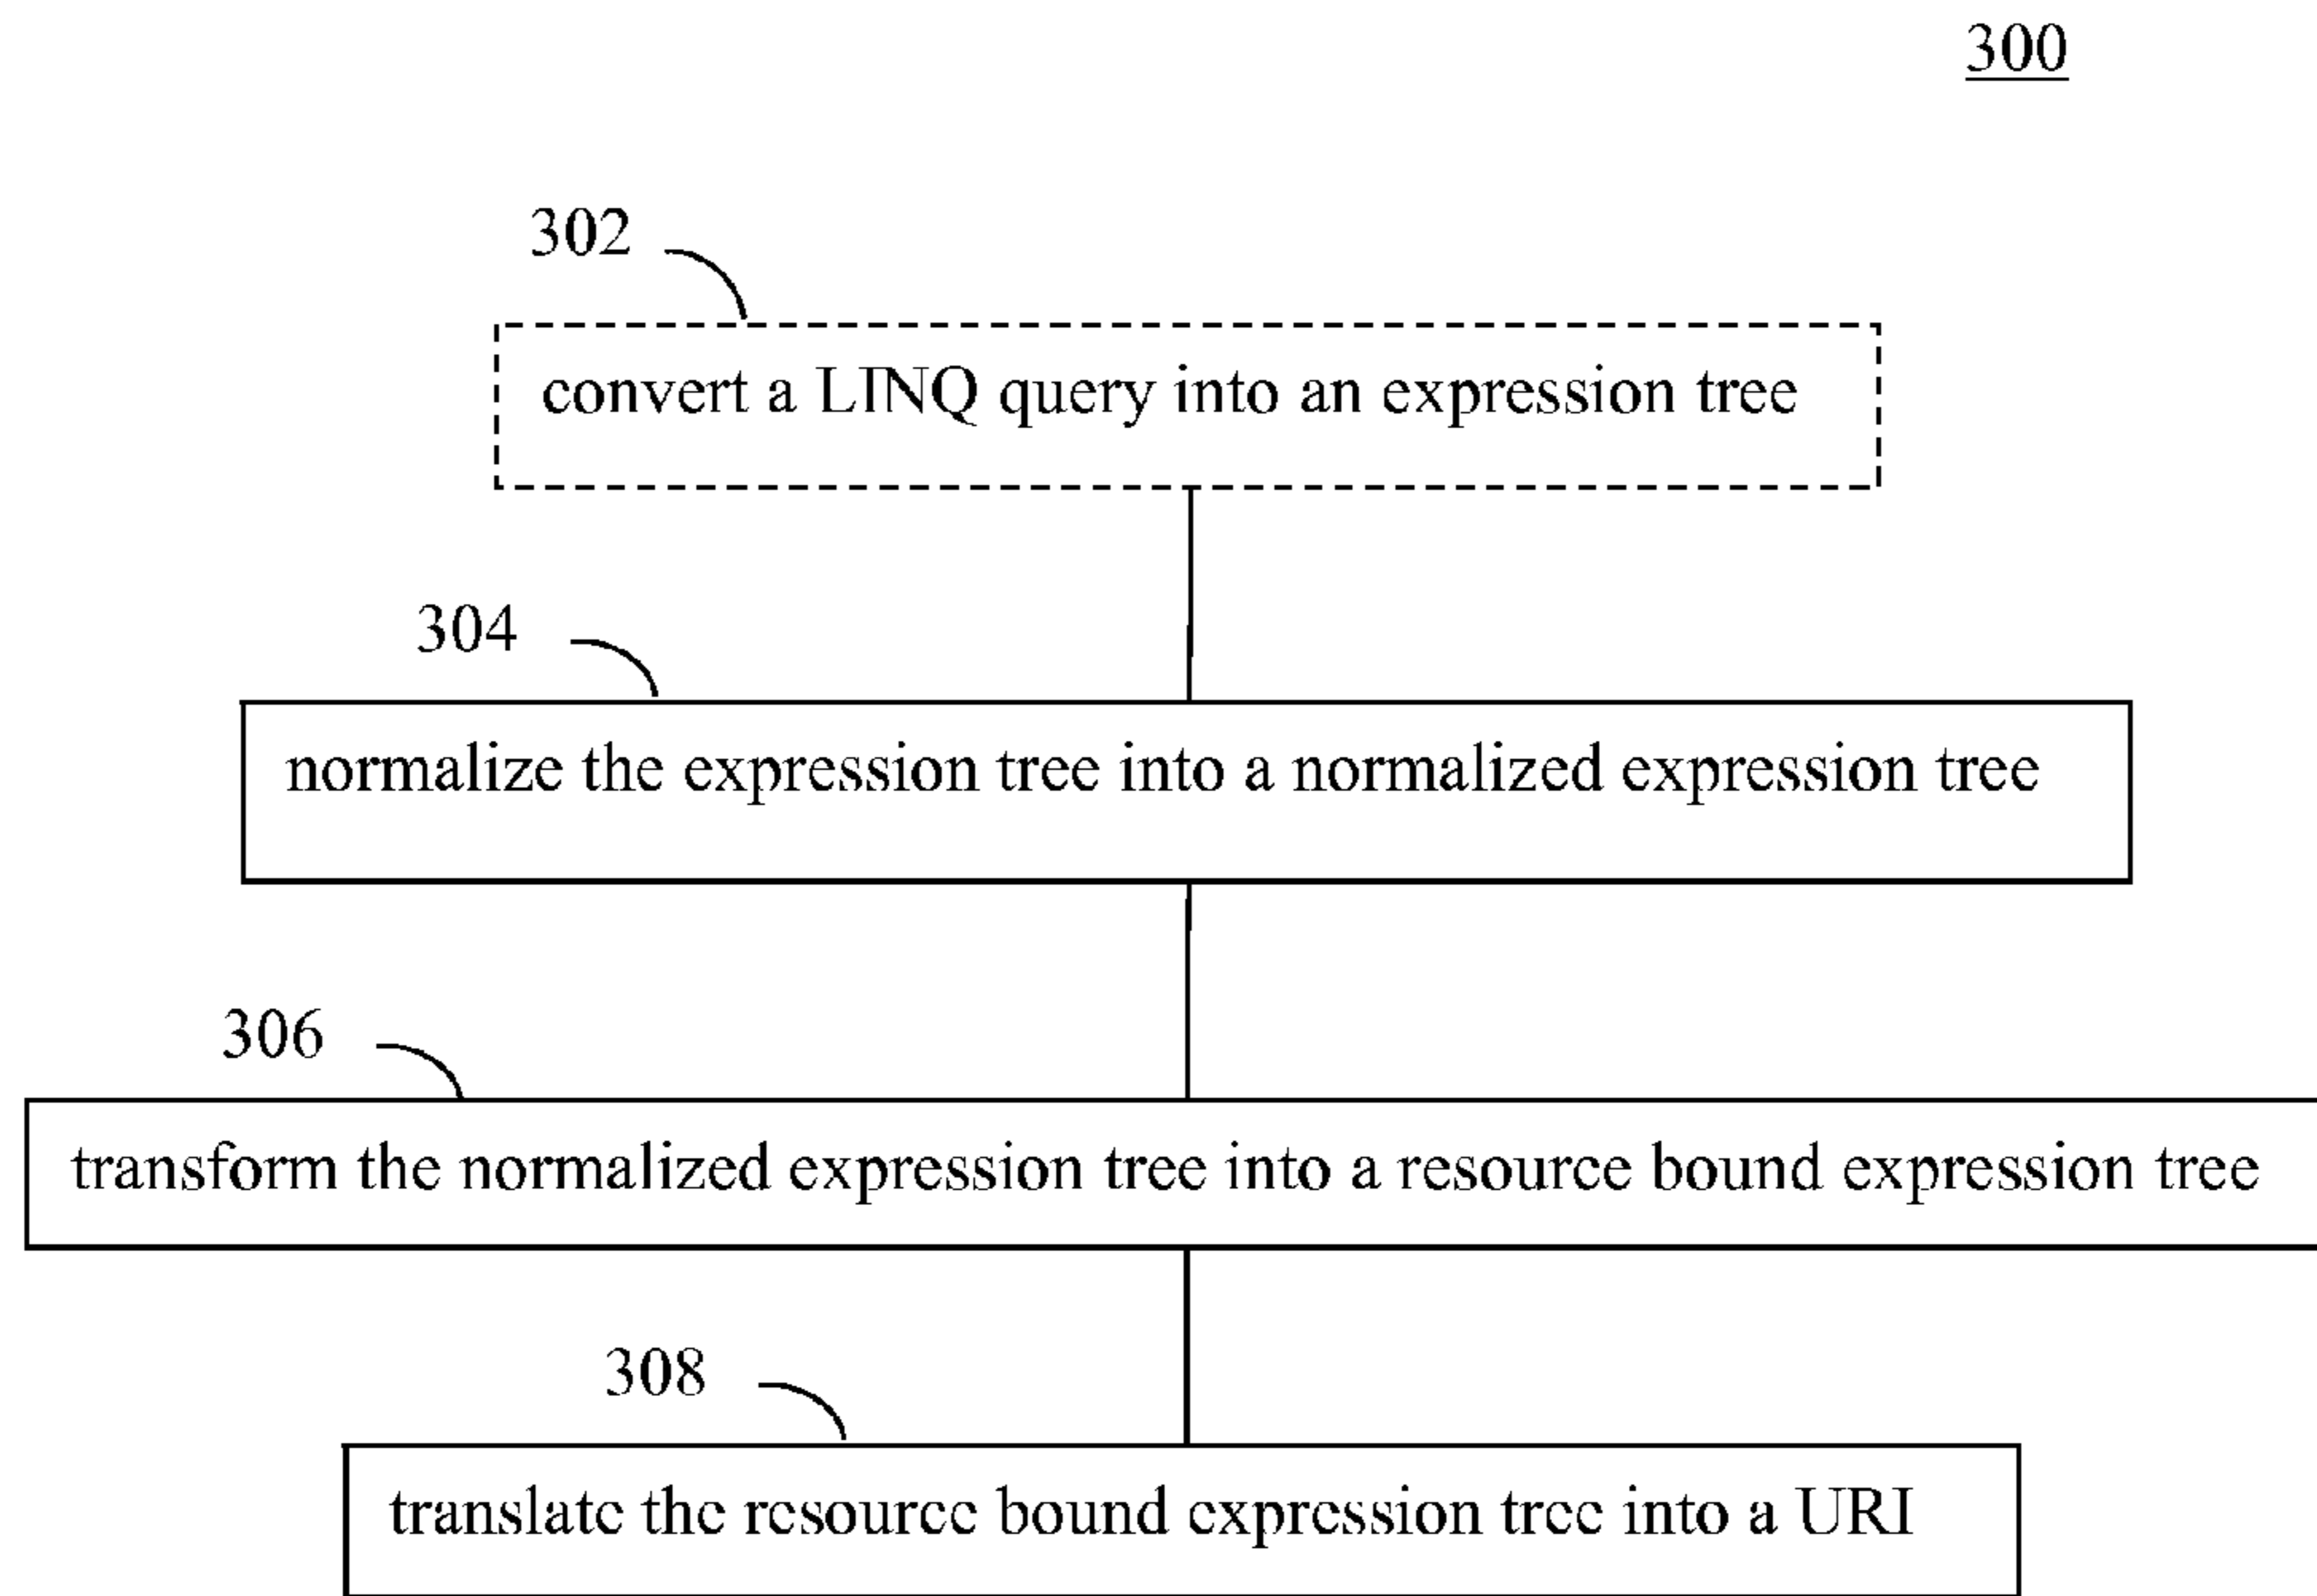 300
302
convert a LINQ query into an expression tree
304
normalize the expression tree into a normalized expression tree
306
transform the normalized expression tree into a resource bound expression tree
308
translate the resource bound expression tree into a URI